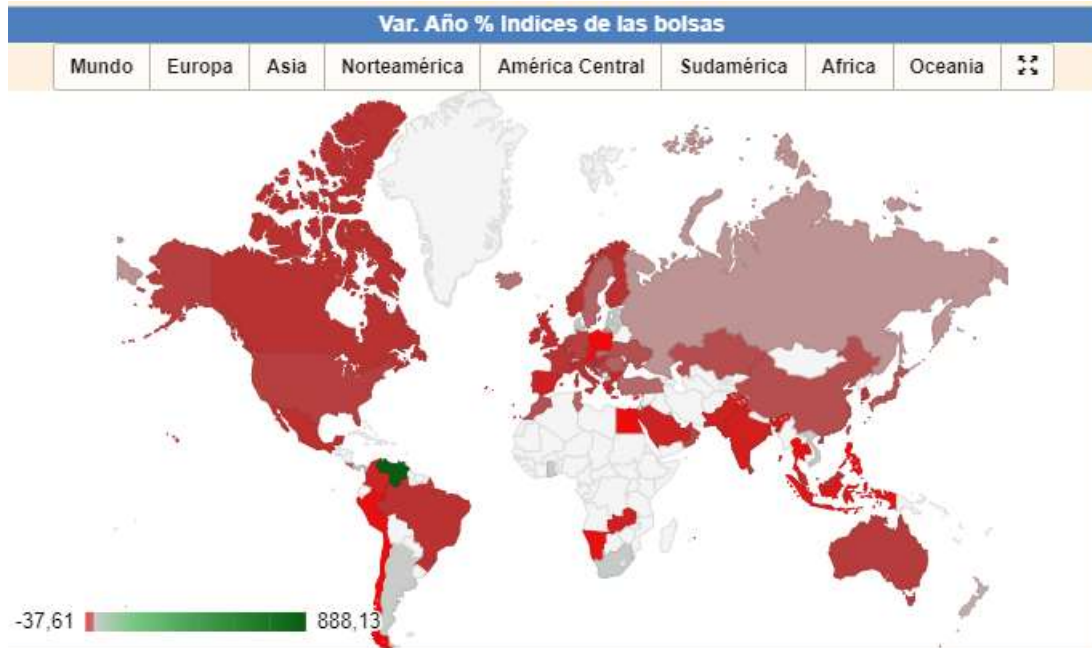 Var. Año % Indices de las bolsas
Mundo Europa Asia Norteamérica América Central Sudamérica Africa Oceania
-37,61 888,13